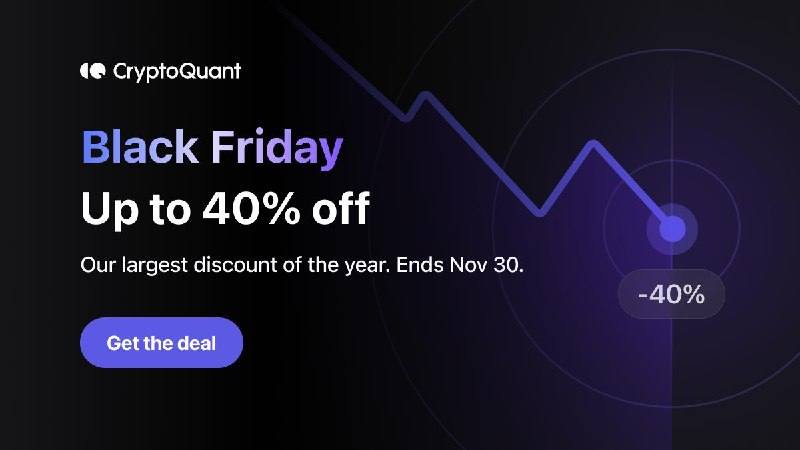 CryptoQuant
Black Friday
Up to 40% off
Our largest discount of the year. Ends Nov 30.
-40%
Get the deal